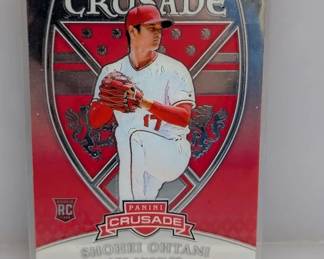 CRUSADE
17
RC
PANINI
CRUSADE
SHOHEI OHTANI